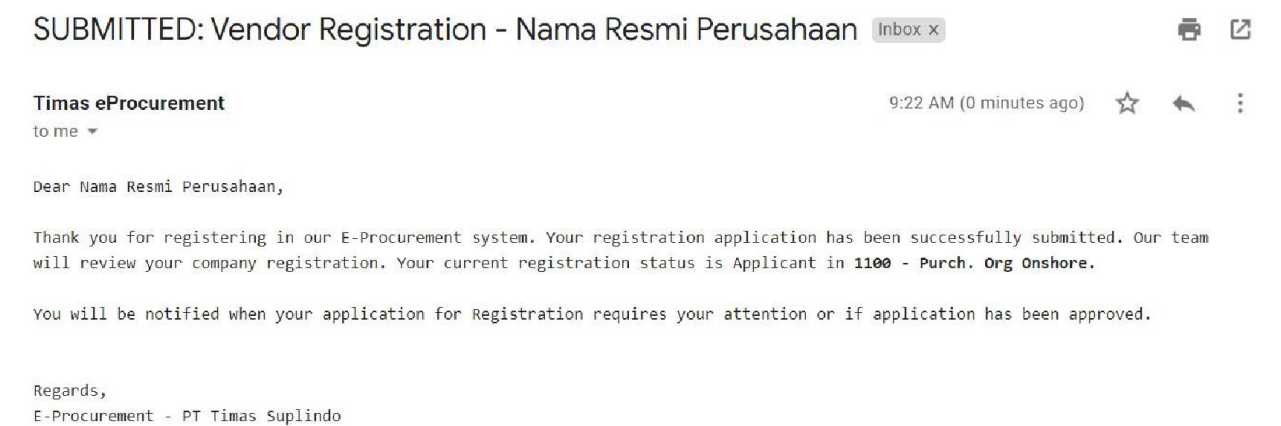 SUBMITTED: Vendor Registration - Nama Resmi Perusahaan Inbox x
Timas eProcurement 9:22 AM (0 minutes ago)
to me
Dear Nama Resmi Perusahaan,
Thank you for registering in our E-Procurement system. Your registration application has been successfully submitted. Our team
will review your company registration. Your current registration status is Applicant in 1100 - Purch. Org Onshore.
You will be notified when your application for Registration requires your attention or if application has been approved.
Regards,
E-Procurement - PT Timas Suplindo